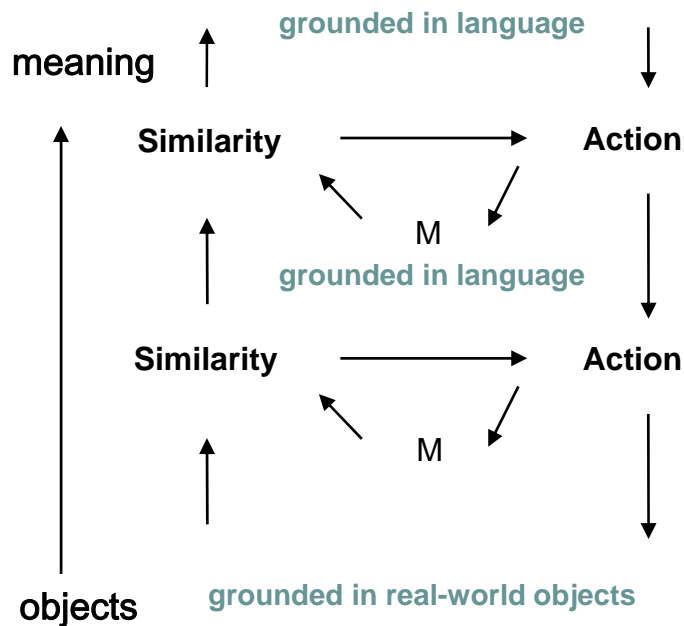 grounded in language
meaning
Similarity Action
M
grounded in language
Similarity Action
M
grounded in real-world objects
objects